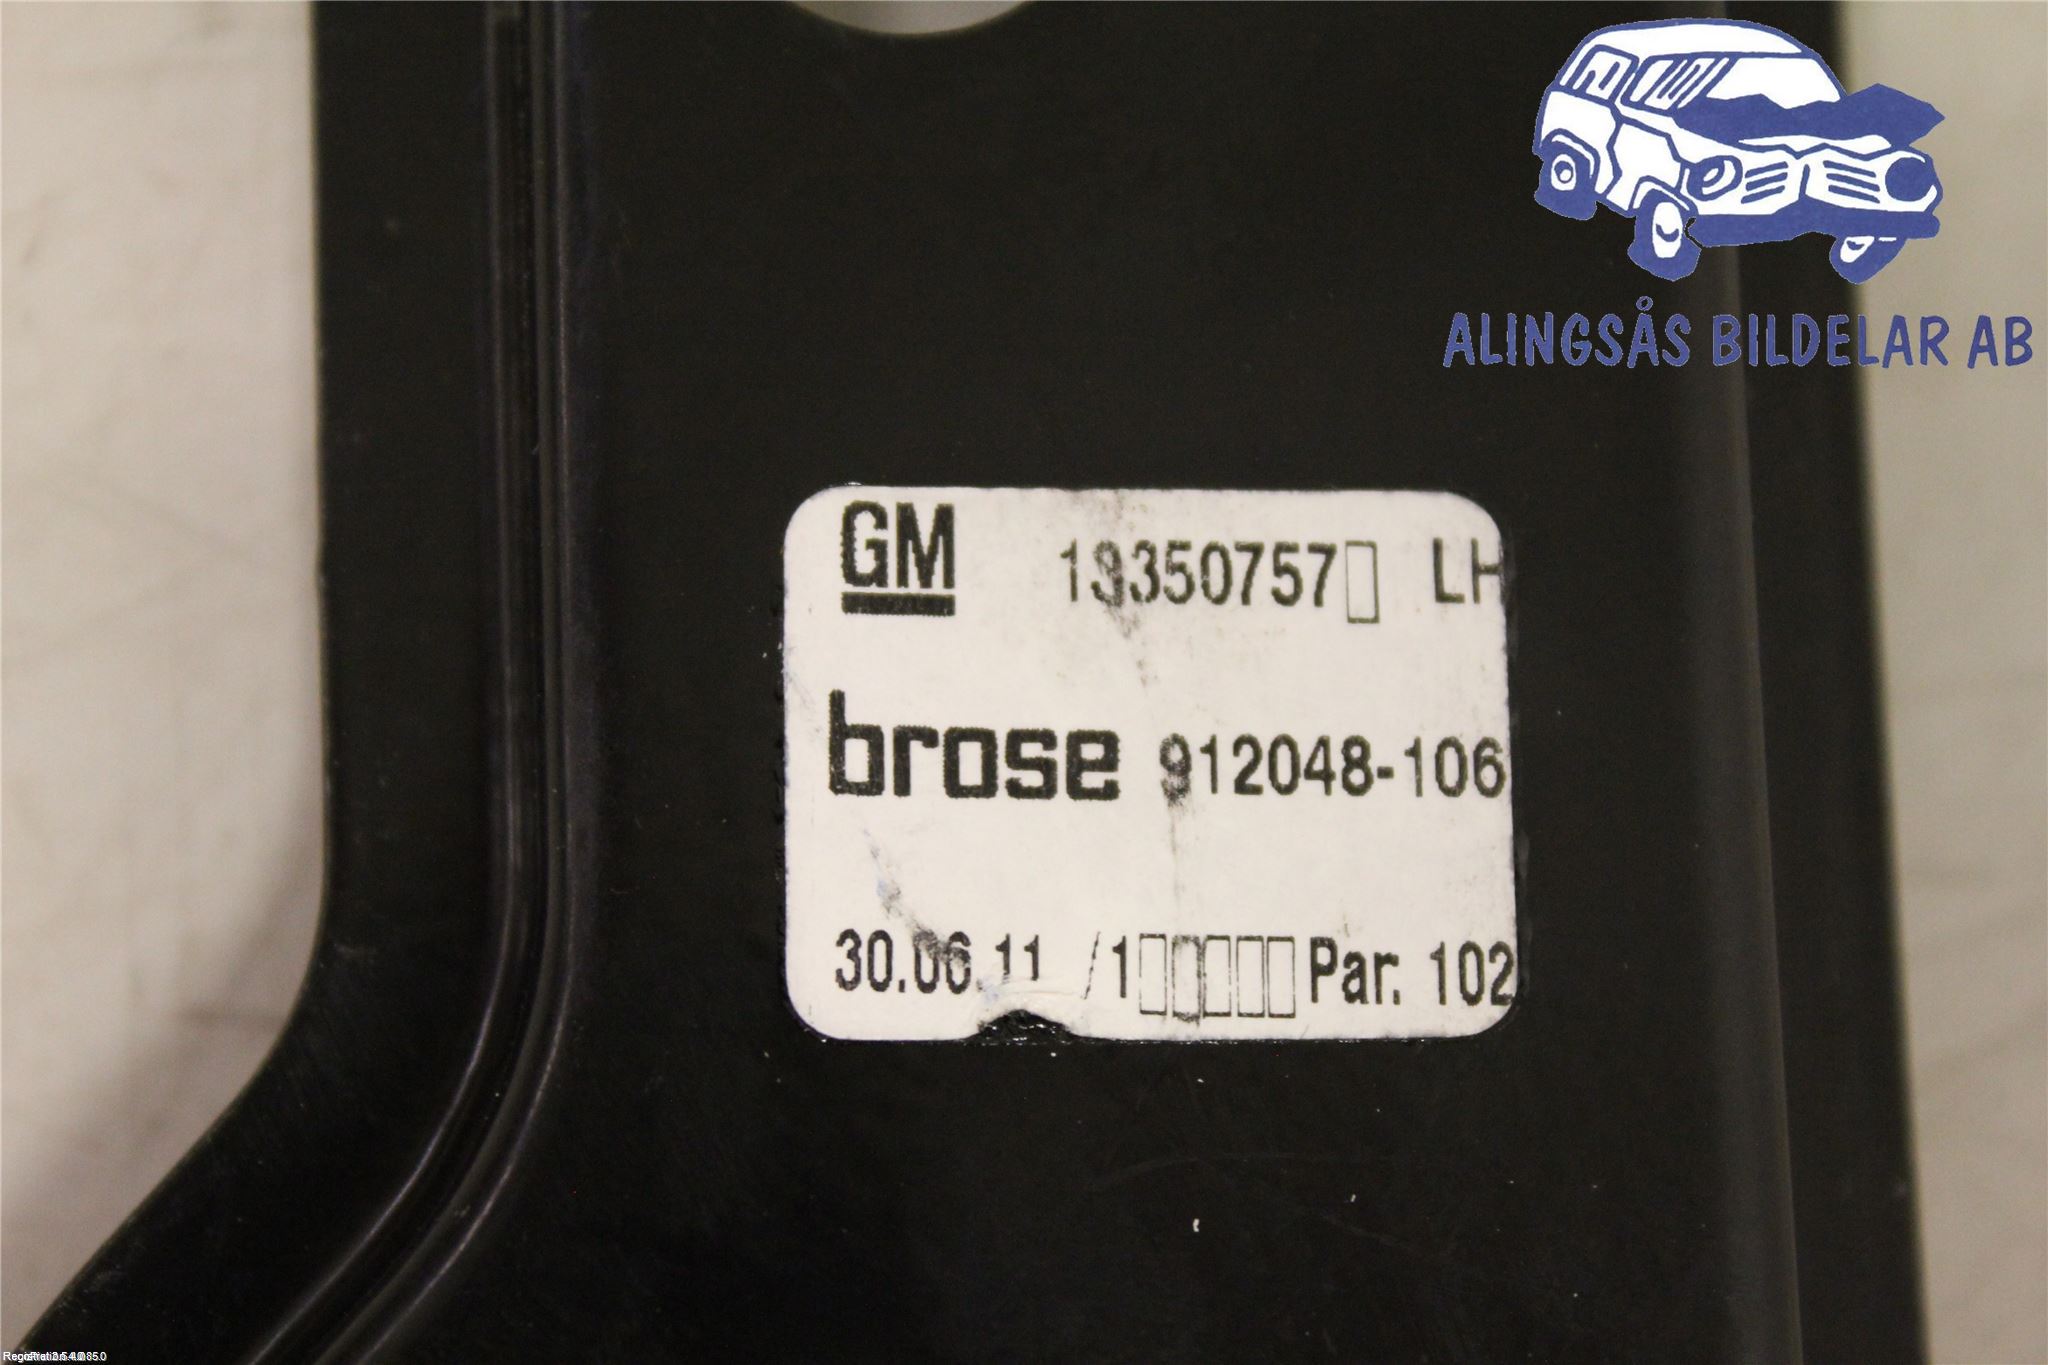 ALINGSÅS BILDELAR AB
GM 13350757▯ LH
brose 912048-106
30.06.11 /1▯▯▯▯▯ Par. 102